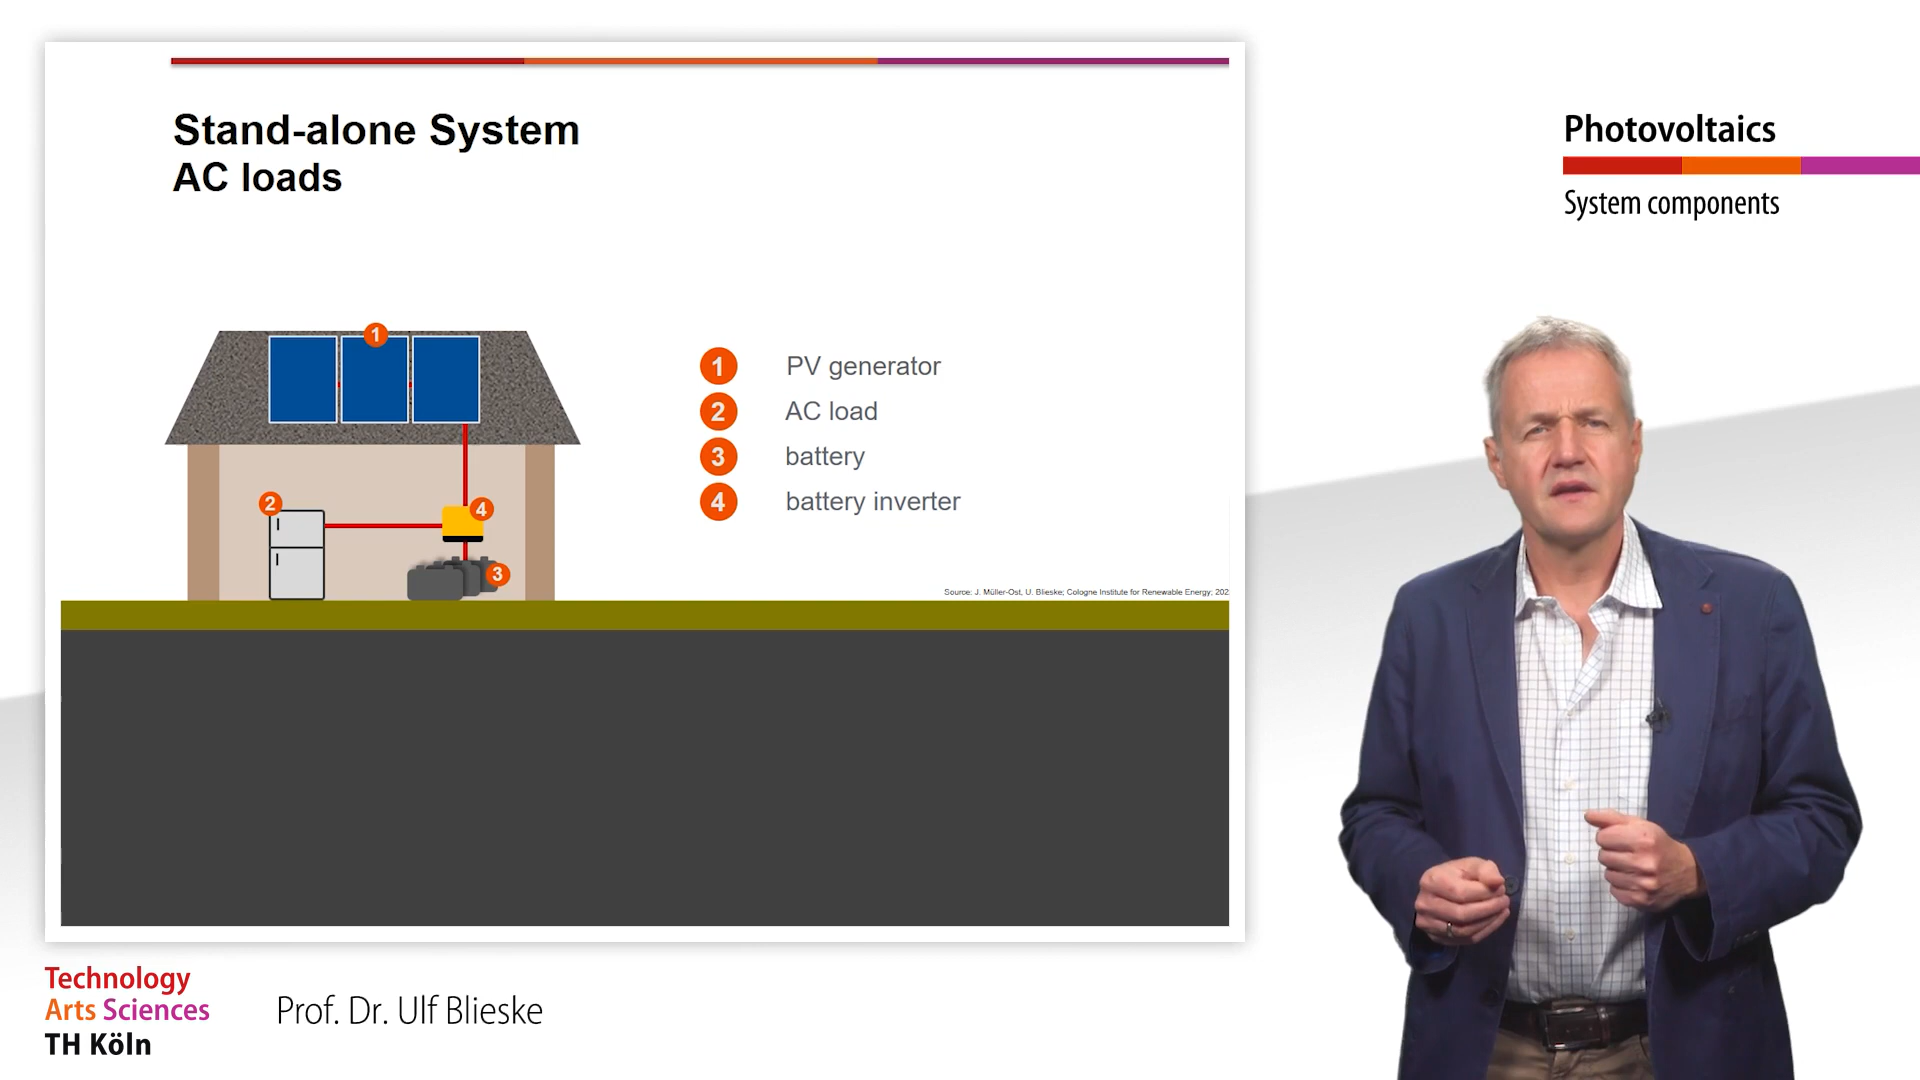 Stand-alone System
AC loads
1
2
4
3
1 PV generator
2 AC load
3 battery
4 battery inverter
Source: J. Müller-Ost, U. Blieske; Cologne Institute for Renewable Energy; 202
Photovoltaics
System components
Technology
Arts Sciences
TH Köln
Prof. Dr. Ulf Blieske